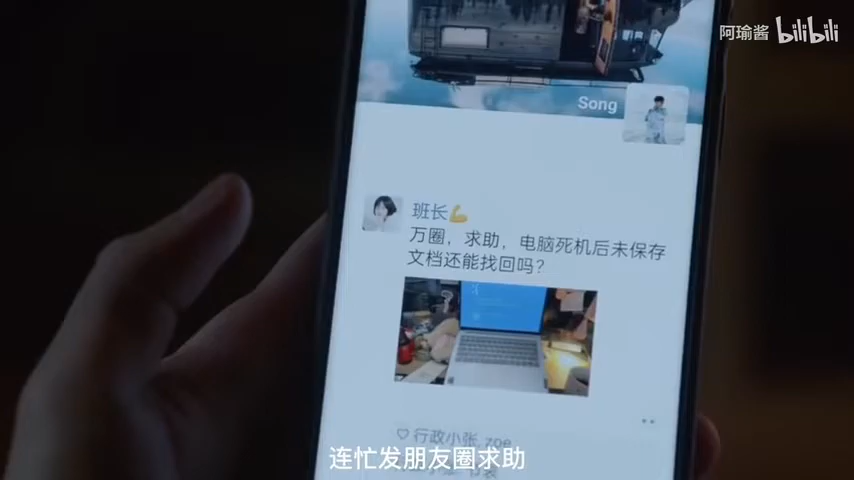 阿瑜酱 bilibili
Song
班长💪
万圈，求助，电脑死机后未保存
文档还能找回吗？
♡行政小张, zoe
连忙发朋友圈求助